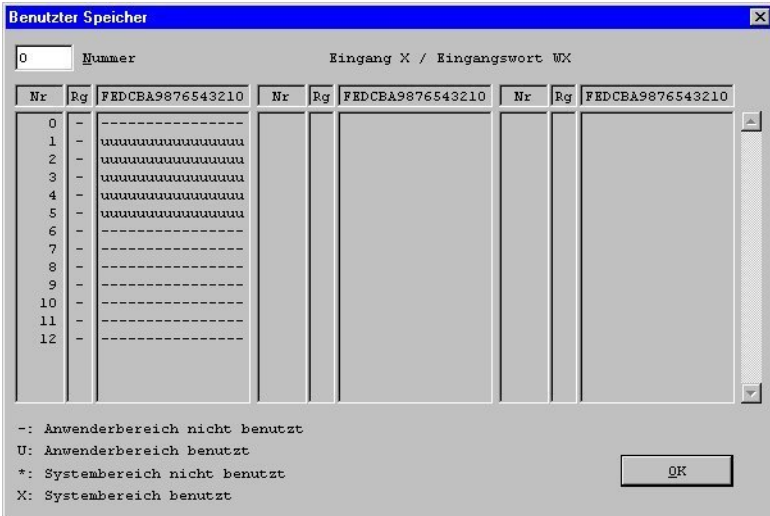 Benutzter Speicher
0 Nummer Eingang X / Eingangswort WX
Nr Rg FEDCBA9876543210 Nr Rg FEDCBA9876543210 Nr Rg FEDCBA9876543210
0 - ----------------
1 - uuuuuuuuuuuuuuuu
2 - uuuuuuuuuuuuuuuu
3 - uuuuuuuuuuuuuuuu
4 - uuuuuuuuuuuuuuuu
5 - uuuuuuuuuuuuuuuu
6 - ----------------
7 - ----------------
8 - ----------------
9 - ----------------
10 - ----------------
11 - ----------------
12 - ----------------
-: Anwenderbereich nicht benutzt
U: Anwenderbereich benutzt
*: Systembereich nicht benutzt
X: Systembereich benutzt
OK